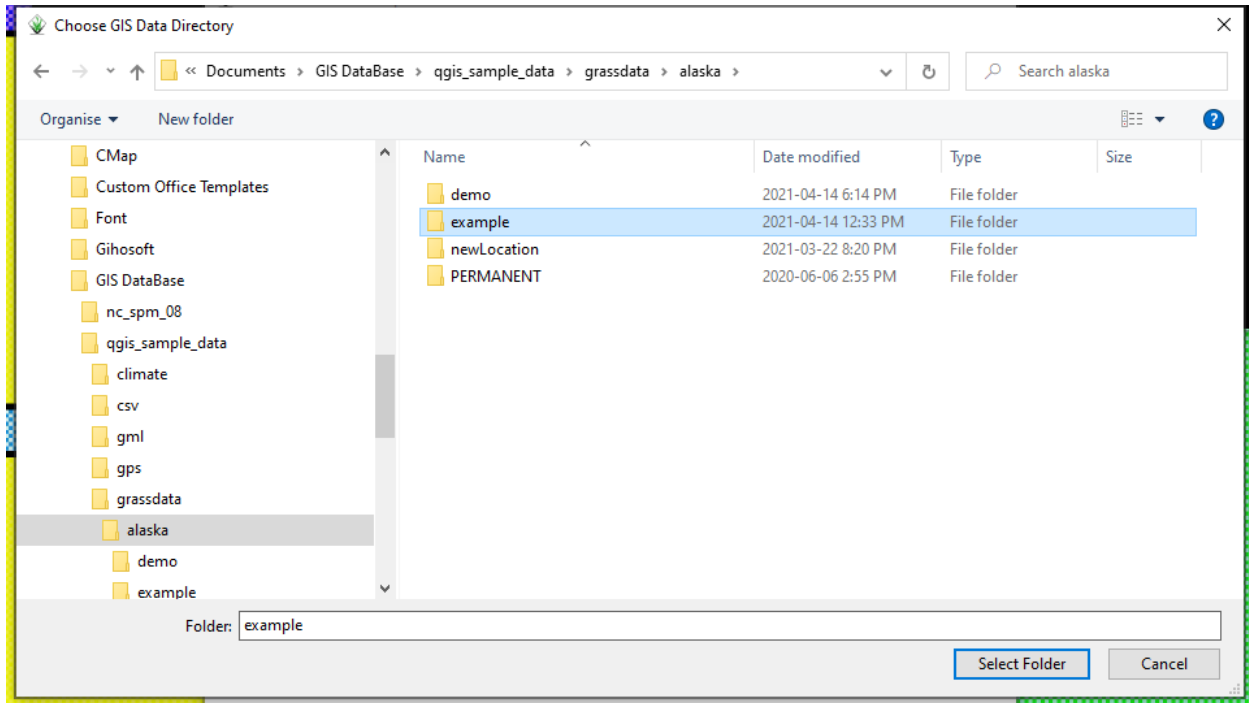 Choose GIS Data Directory
« Documents › GIS DataBase › qgis_sample_data › grassdata › alaska ›
Search alaska
Organise
New folder
CMap
Custom Office Templates
Font
Gihosoft
GIS DataBase
nc_spm_08
qgis_sample_data
climate
csv
gml
gps
grassdata
alaska
demo
example
Name Date modified Type Size
demo 2021-04-14 6:14 PM File folder
example 2021-04-14 12:33 PM File folder
newLocation 2021-03-22 8:20 PM File folder
PERMANENT 2020-06-06 2:55 PM File folder
Folder: example
Select Folder Cancel